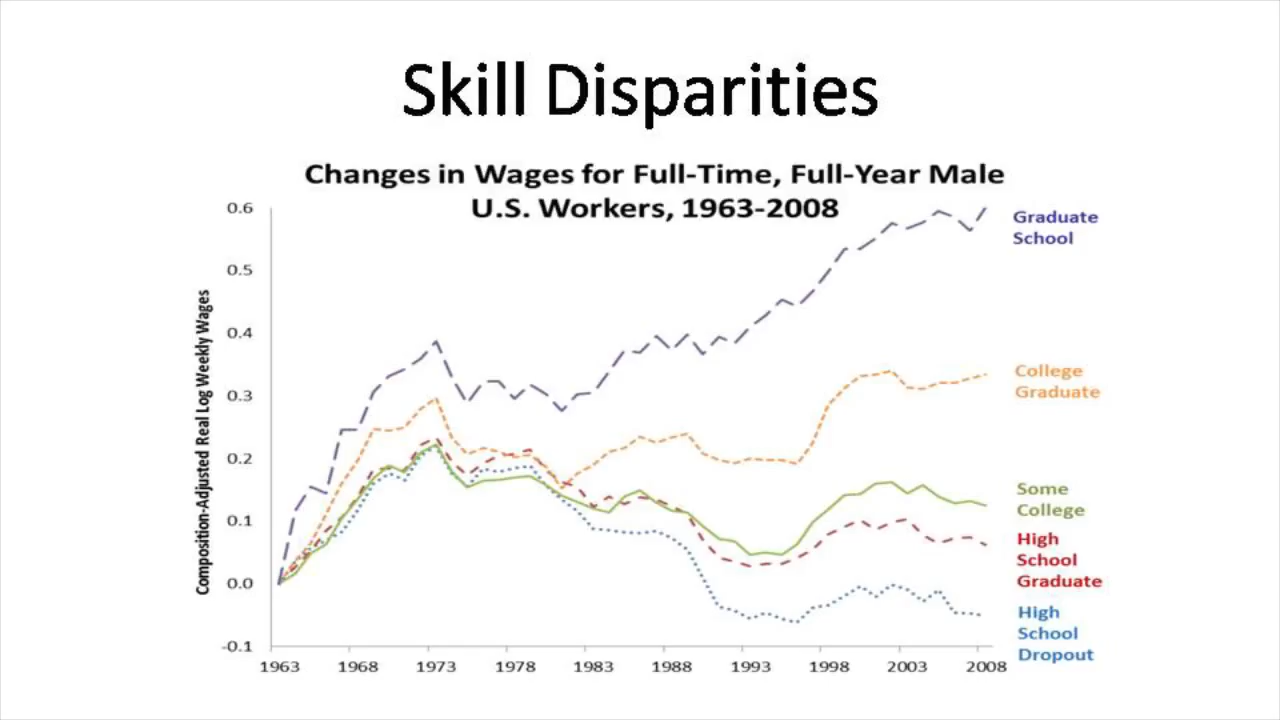 Skill Disparities
Changes in Wages for Full-Time, Full-Year Male
U.S. Workers, 1963-2008
Composition-Adjusted Real Log Weekly Wages
0.6
0.5
0.4
0.3
0.2
0.1
0.0
-0.1
1963 1968 1973 1978 1983 1988 1993 1998 2003 2008
Graduate
School
College
Graduate
Some
College
High
School
Graduate
High
School
Dropout